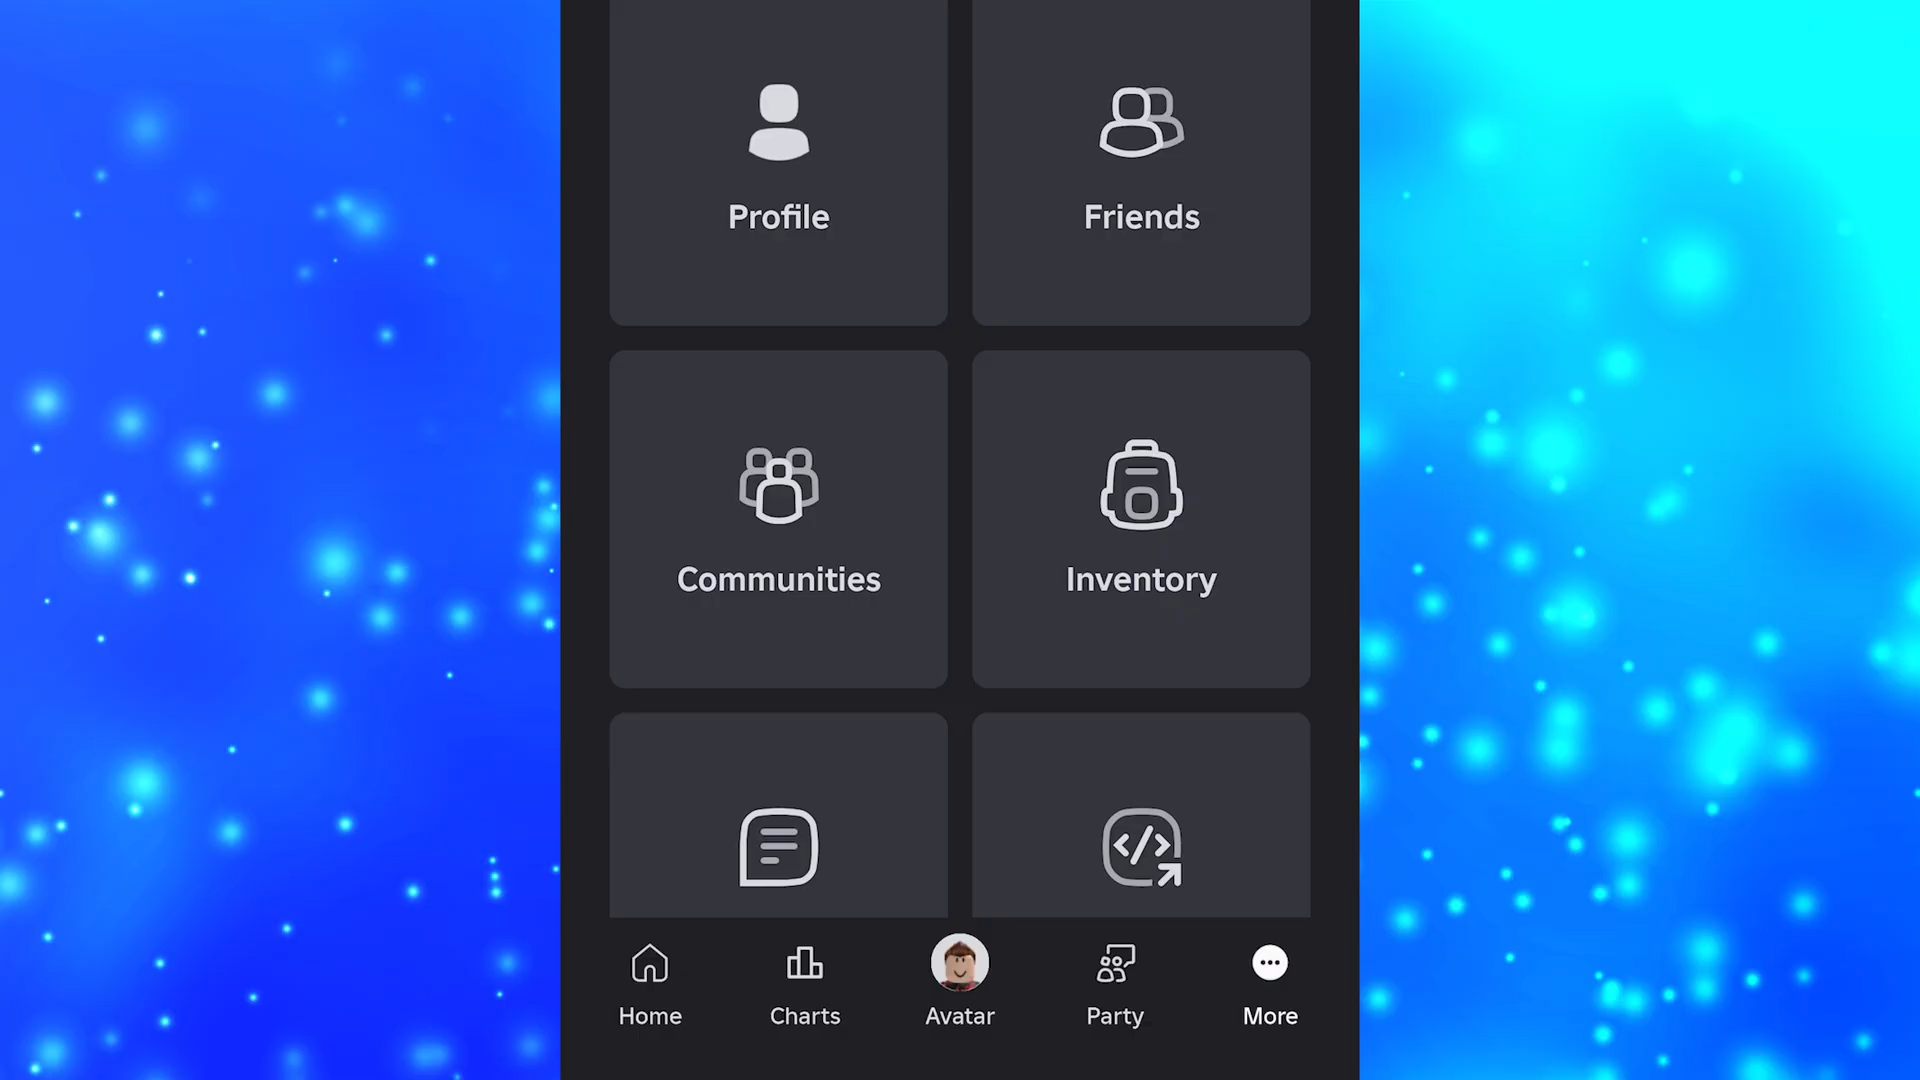 Profile
Friends
Communities
Inventory
Home
Charts
Avatar
Party
More